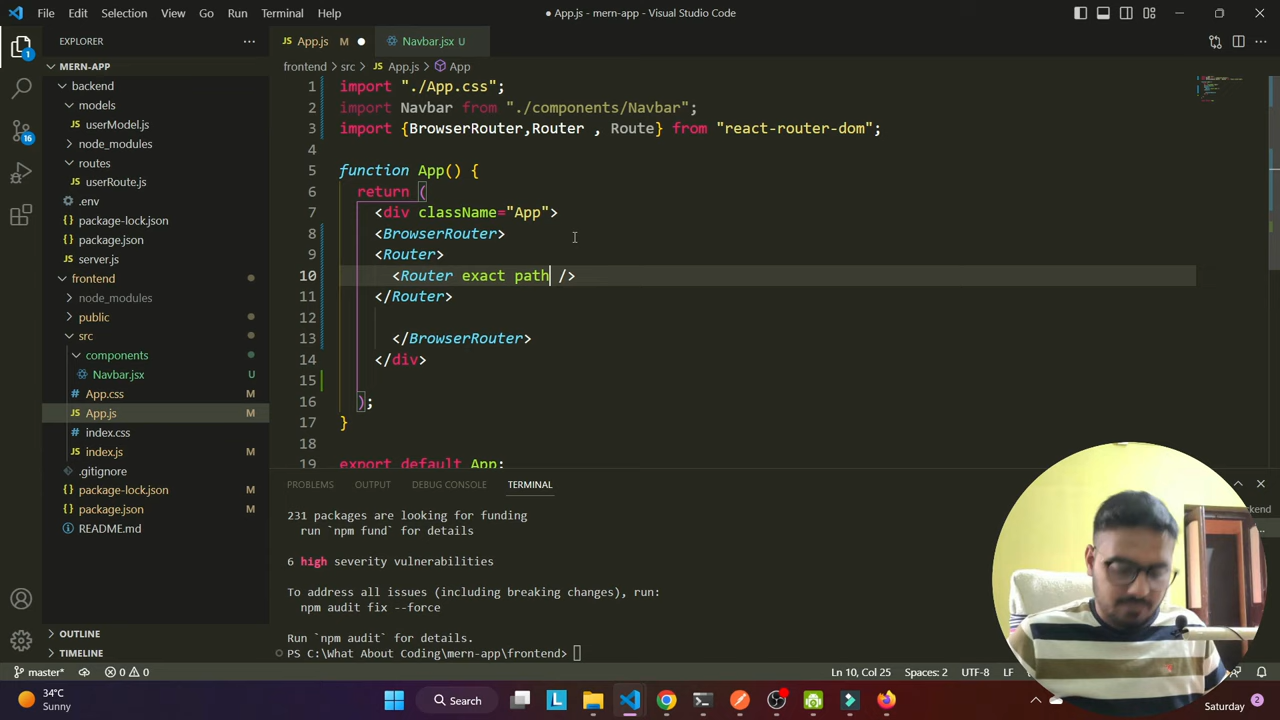 File Edit Selection View Go Run Terminal Help
● App.js - mern-app - Visual Studio Code
EXPLORER
MERN-APP
backend
models
userModel.js
node_modules
routes
userRoute.js
.env
package-lock.json
package.json
server.js
frontend
node_modules
public
src
components
Navbar.jsx U
App.css M
App.js M
index.css
index.js M
.gitignore
package-lock.json M
package.json M
README.md
OUTLINE
TIMELINE
1
16
App.js M ● Navbar.jsx U
frontend > src > App.js > App
1 import "./App.css";
2 import Navbar from "./components/Navbar";
3 import {BrowserRouter,Router , Route} from "react-router-dom";
4
5 function App() {
6 return (
7 <div className="App">
8 <BrowserRouter>
9 <Router>
10 <Router exact path />
11 </Router>
12
13 </BrowserRouter>
14 </div>
15
16 );
17 }
18
19 export default App;
PROBLEMS OUTPUT DEBUG CONSOLE TERMINAL
231 packages are looking for funding
run `npm fund` for details
6 high severity vulnerabilities
To address all issues (including breaking changes), run:
npm audit fix --force
Run `npm audit` for details.
PS C:\What About Coding\mern-app\frontend>
master* 0 0
Ln 10, Col 25 Spaces: 2 UTF-8 LF
34°C
Sunny
Search
Saturday
2